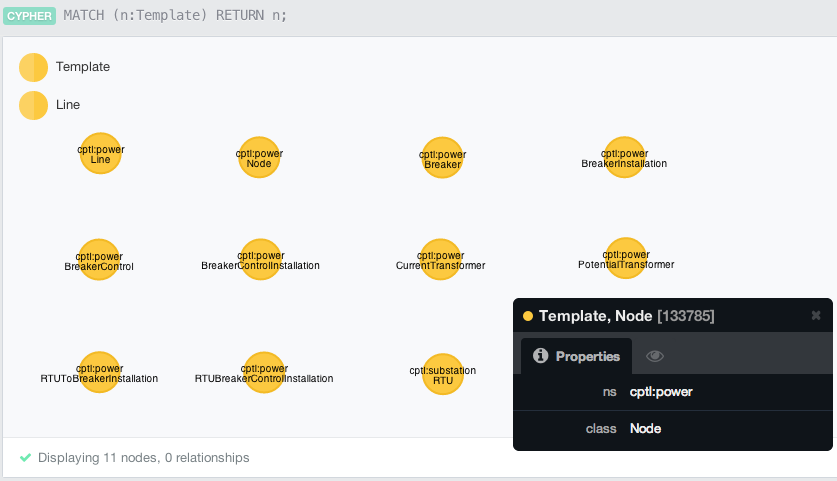 CYPHER MATCH (n:Template) RETURN n;
Template
Line
cptl:power
Line
cptl:power
Node
cptl:power
Breaker
cptl:power
BreakerInstallation
cptl:power
BreakerControl
cptl:power
BreakerControlInstallation
cptl:power
CurrentTransformer
cptl:power
PotentialTransformer
cptl:power
RTUToBreakerInstallation
cptl:power
RTUBreakerControlInstallation
cptl:substation
RTU
Template, Node [133785]
Properties
ns cptl:power
class Node
Displaying 11 nodes, 0 relationships